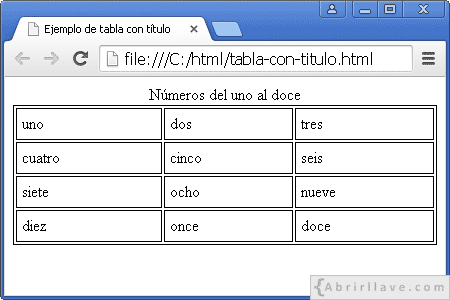 Ejemplo de tabla con título
file:///C:/html/tabla-con-titulo.html
Números del uno al doce
uno dos tres
cuatro cinco seis
siete ocho nueve
diez once doce
{Abrirllave.com